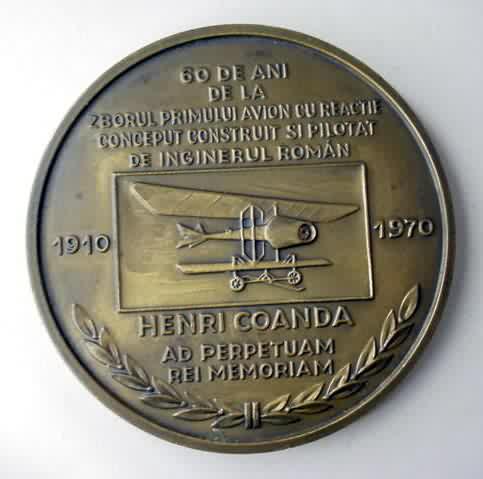 60 DE ANI
DE LA
ZBORUL PRIMULUI AVION CU REACTIE
CONCEPUT CONSTRUIT SI PILOTAT
DE INGINERUL ROMÂN
1910
1970
HENRI COANDA
AD PERPETUAM
REI MEMORIAM